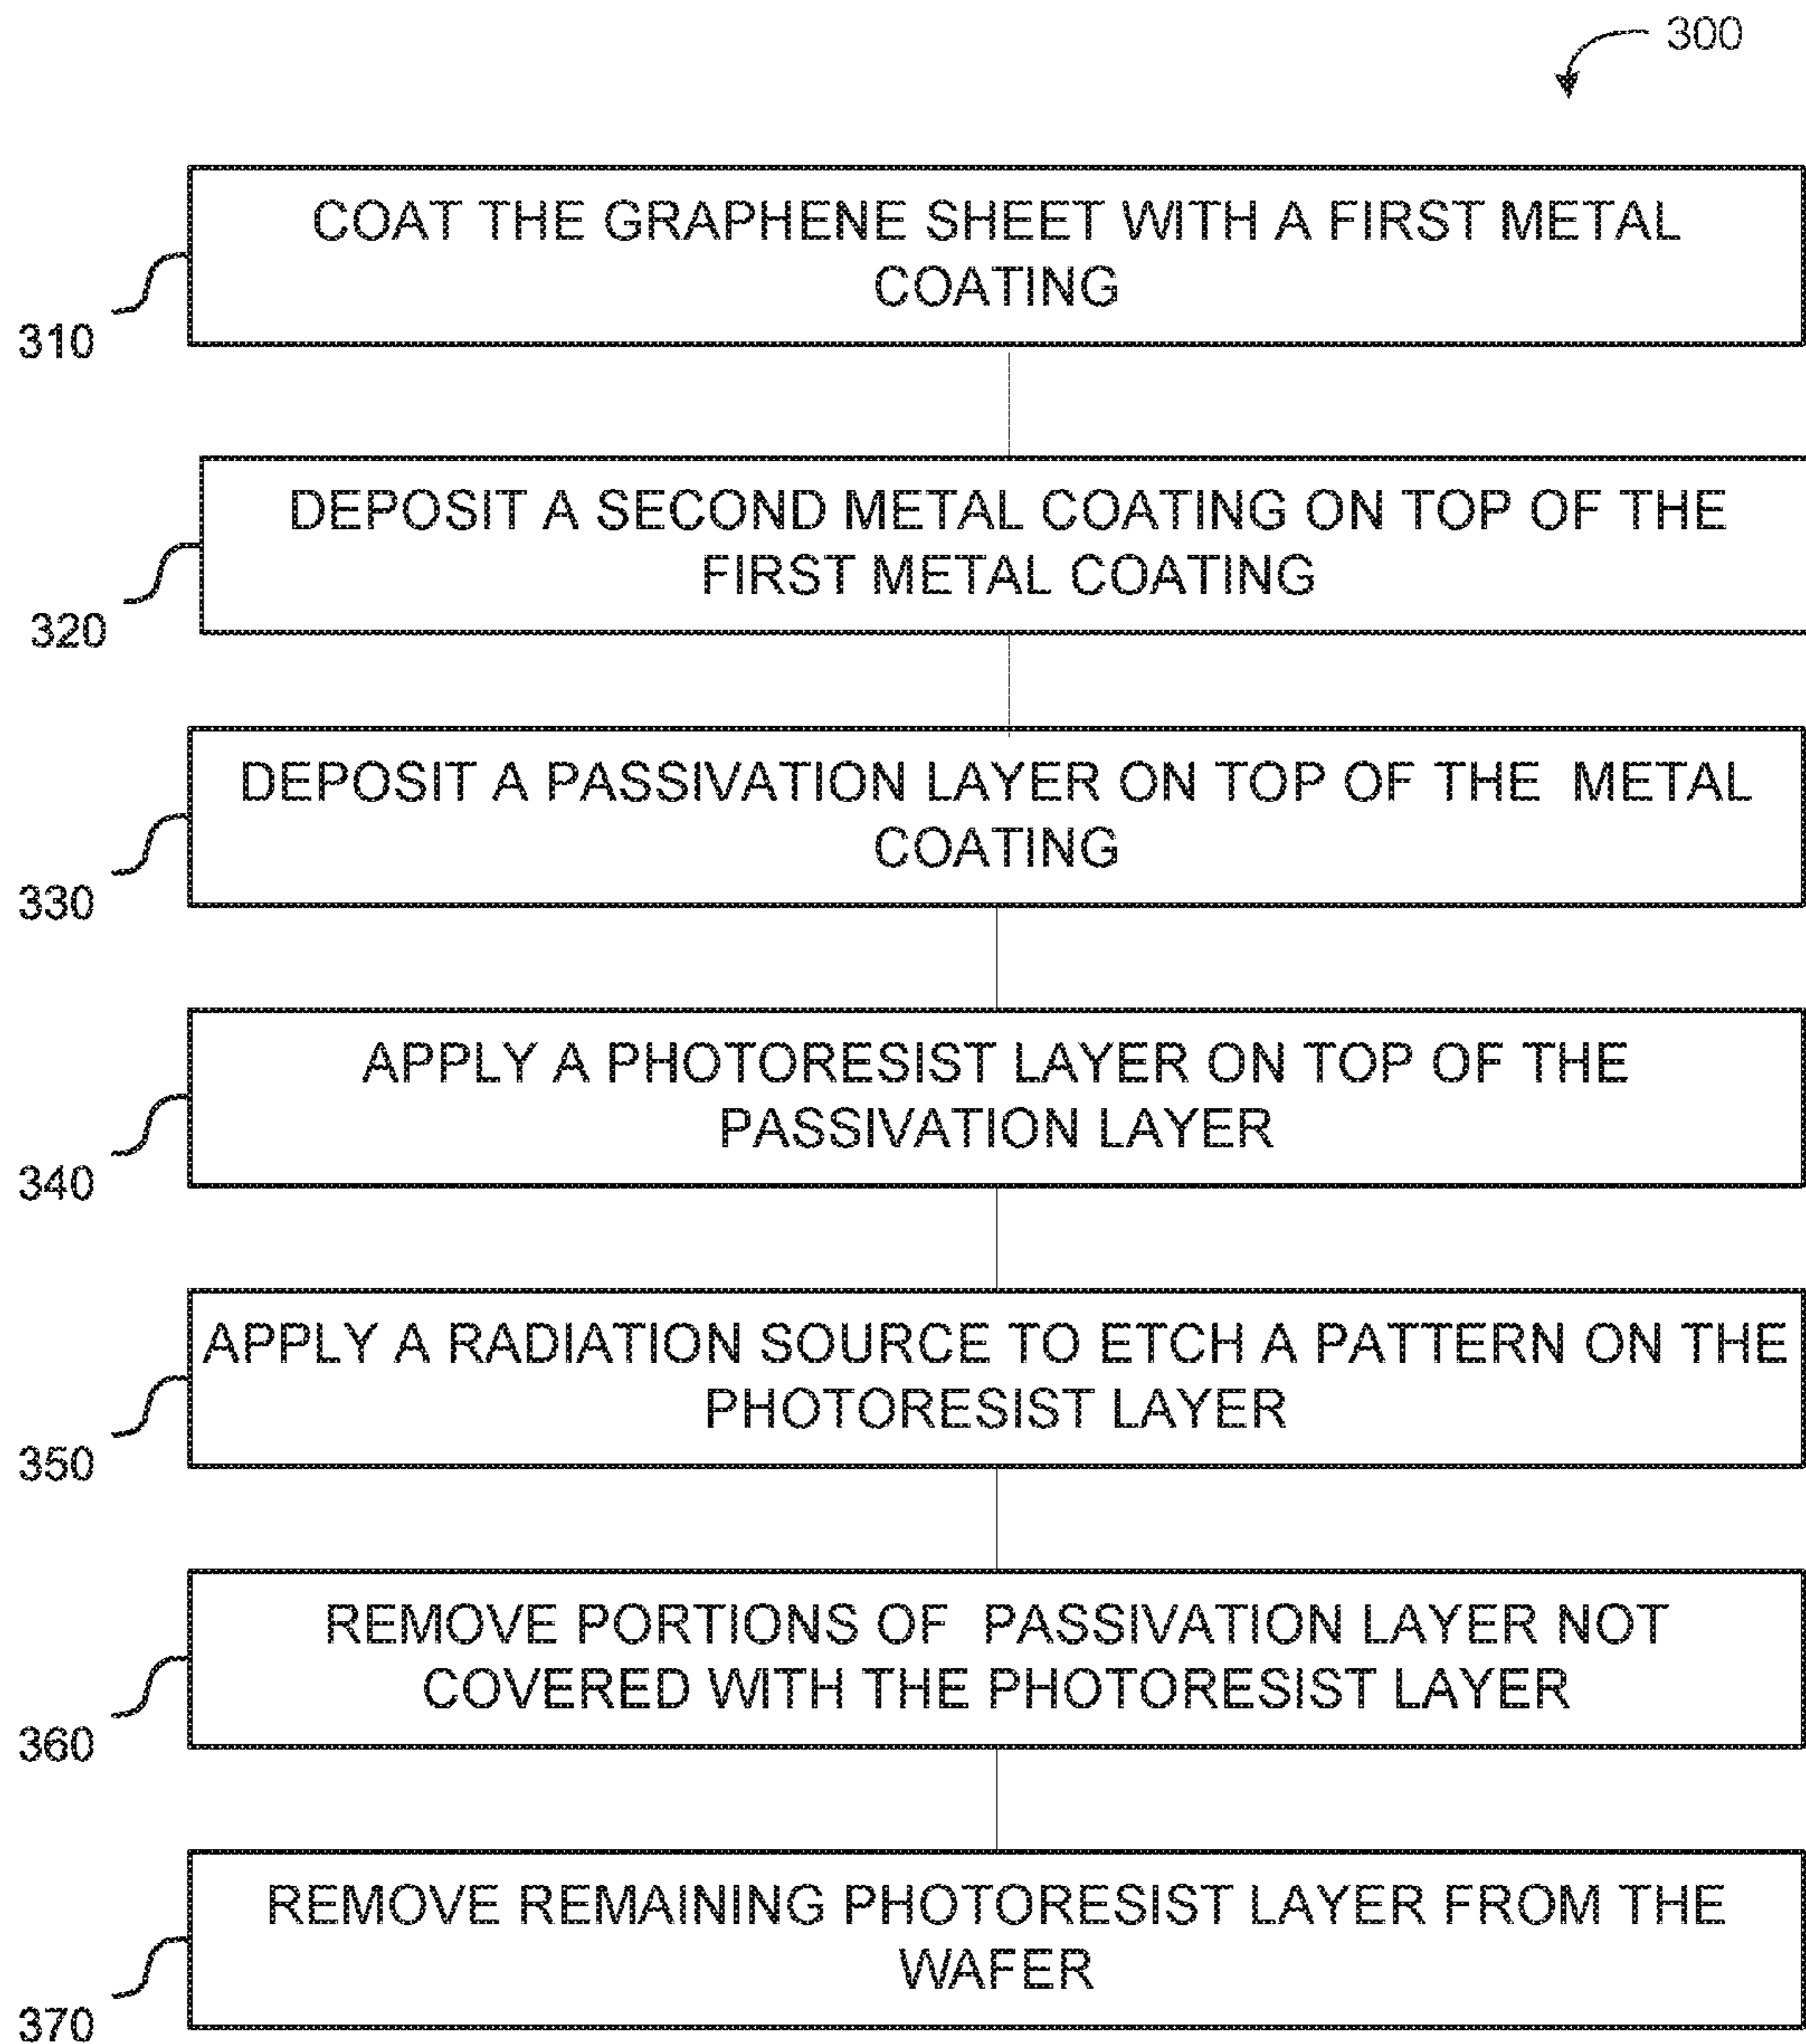 300
COAT THE GRAPHENE SHEET WITH A FIRST METAL
COATING
310
DEPOSIT A SECOND METAL COATING ON TOP OF THE
FIRST METAL COATING
320
DEPOSIT A PASSIVATION LAYER ON TOP OF THE METAL
COATING
330
APPLY A PHOTORESIST LAYER ON TOP OF THE
PASSIVATION LAYER
340
APPLY A RADIATION SOURCE TO ETCH A PATTERN ON THE
PHOTORESIST LAYER
350
REMOVE PORTIONS OF PASSIVATION LAYER NOT
COVERED WITH THE PHOTORESIST LAYER
360
REMOVE REMAINING PHOTORESIST LAYER FROM THE
WAFER
370